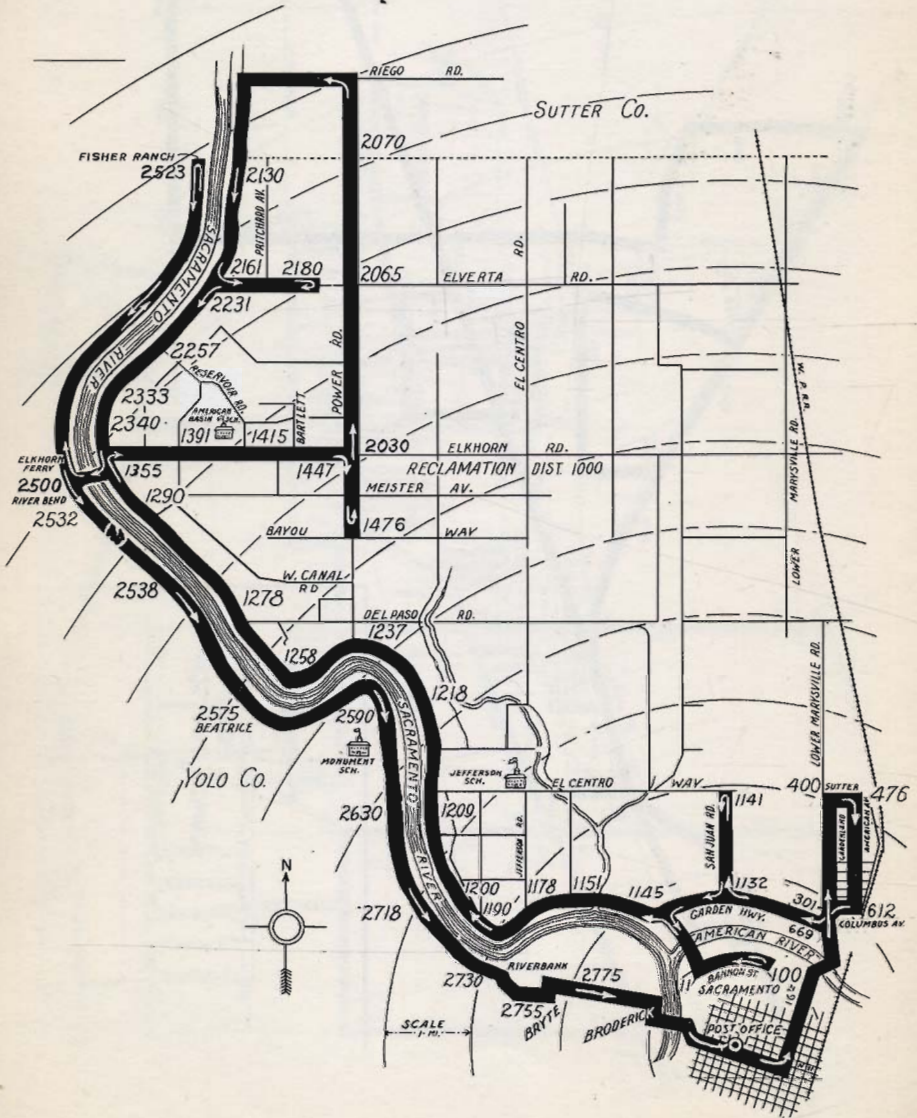 RIEGO RD.
SUTTER CO.
2070
FISHER RANCH
2523
2130
PRITCHARD AV.
SACRAMENTO RIVER
2161
2180
2065
ELVERTA RD.
2231
EL CENTRO RD.
2257
RESERVOIR RD.
POWER RD.
BARTLETT
W. P. R.R.
2333
AMERICAN
BASIN SCH.
2340
1391
1415
2030
ELKHORN RD.
LOWER MARYSVILLE RD.
ELKHORN
FERRY
1355
1447
RECLAMATION DIST. 1000
2500
RIVER BEND
1290
MEISTER AV.
2532
1476
BAYOU WAY
2538
W. CANAL
RD
1278
DEL PASO RD.
1237
1258
LOWER MARYSVILLE RD.
1218
2575
BEATRICE
2590
SACRAMENTO RIVER
MONUMENT
SCH.
YOLO CO.
JEFFERSON
SCH.
EL CENTRO WAY
400
SUTTER
476
1141
2630
1209
JEFFERSON RD.
SAN JUAN RD.
GARDENLAND
AMERICAN AV.
N
1200
1178
1151
1145
1132
301
1190
GARDEN HWY.
669
612
COLUMBUS AV.
2718
AMERICAN RIVER
RIVERBANK
2730
2775
11
BANNON ST.
100
SACRAMENTO
16TH
2755
BRYTE
BRODERICK
POST OFFICE
SCALE
1 MI.